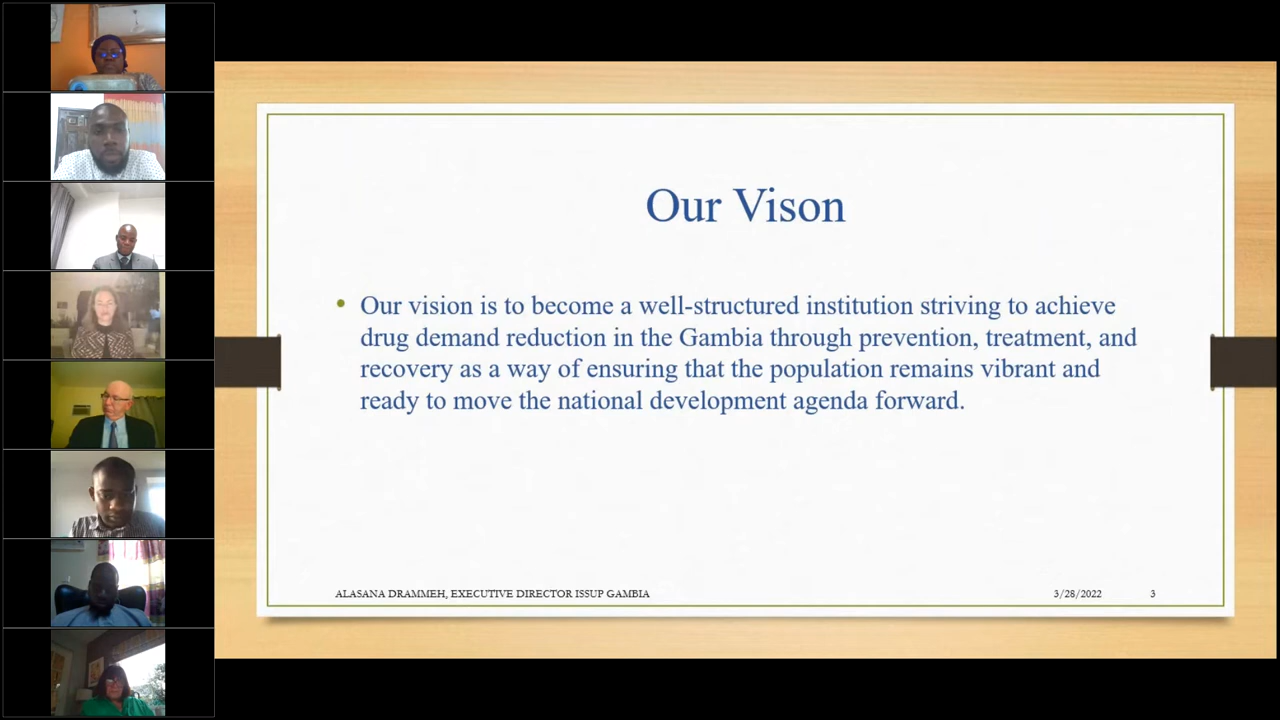 Our Vison
• Our vision is to become a well-structured institution striving to achieve
drug demand reduction in the Gambia through prevention, treatment, and
recovery as a way of ensuring that the population remains vibrant and
ready to move the national development agenda forward.
ALASANA DRAMMEH, EXECUTIVE DIRECTOR ISSUP GAMBIA 3/28/2022 3